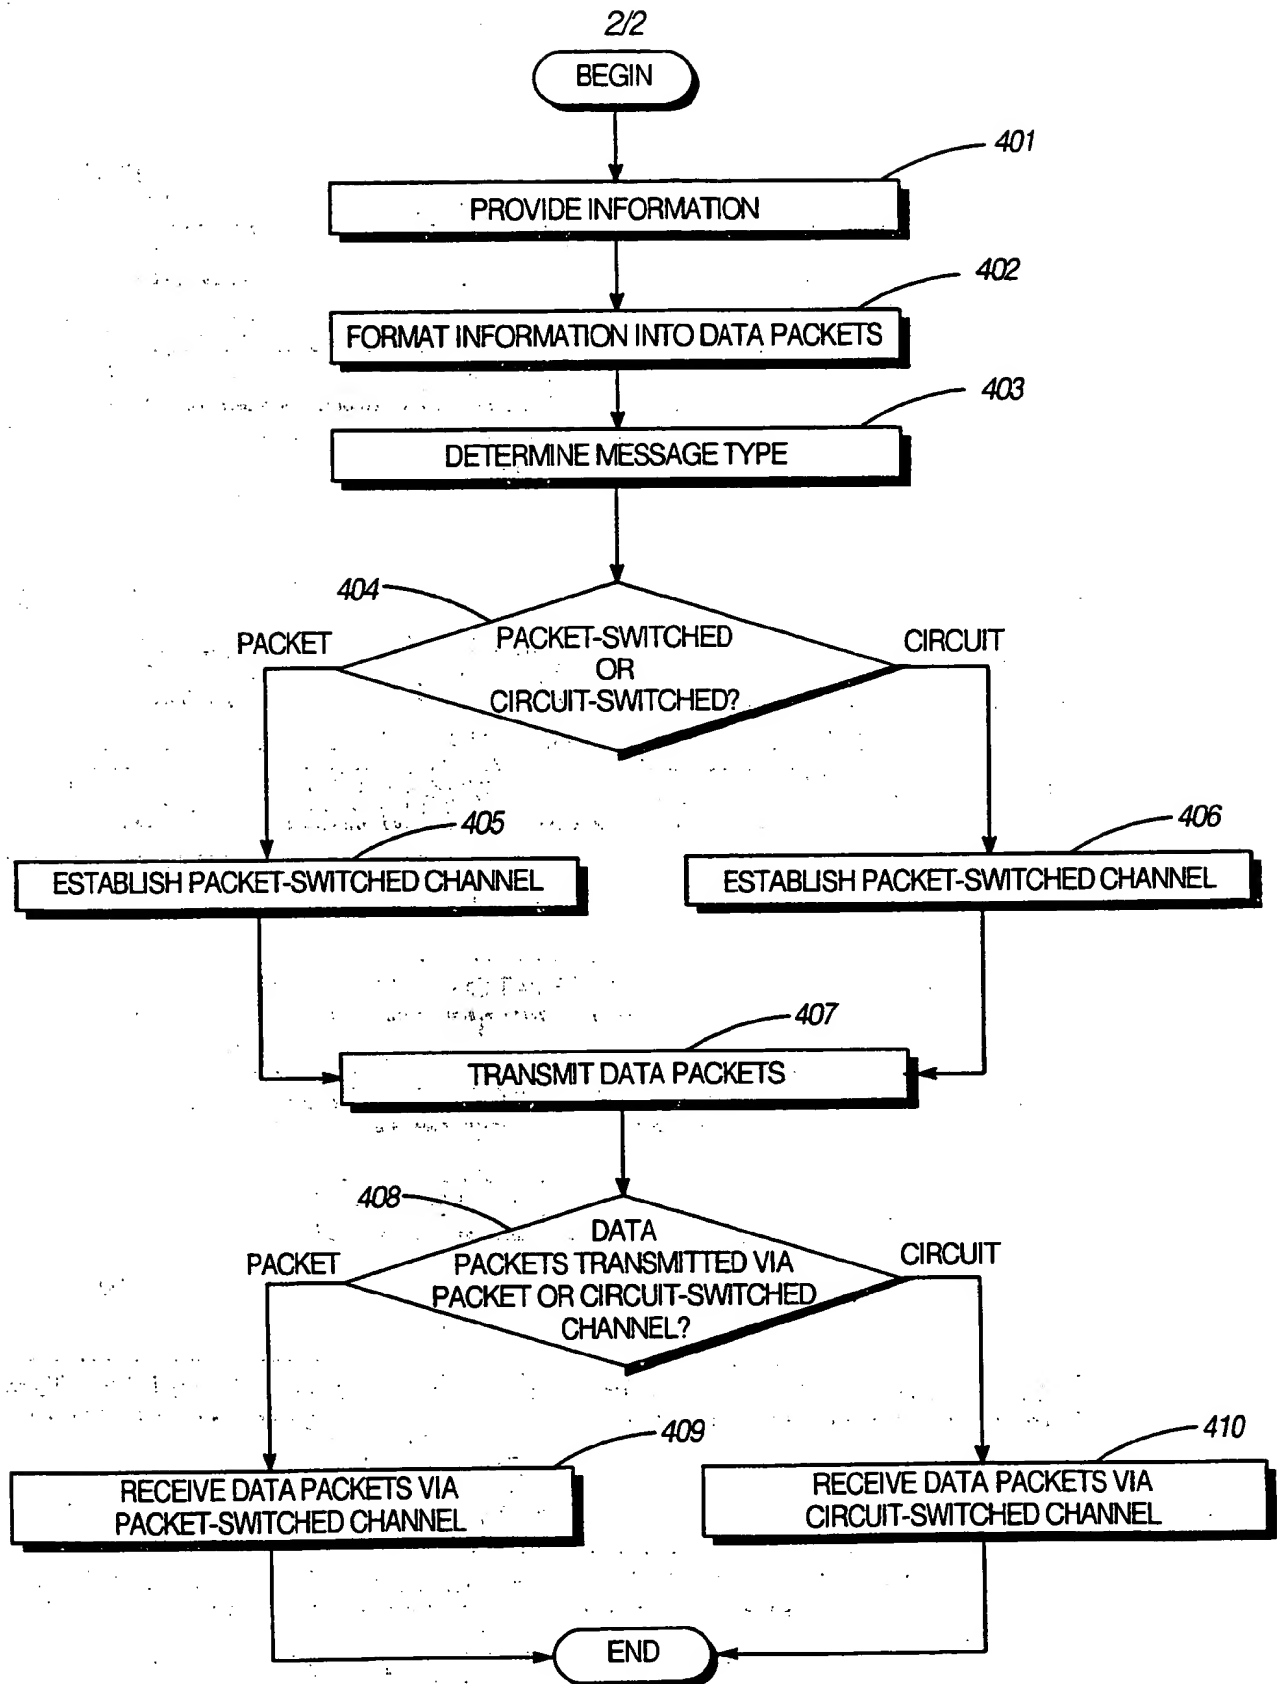 2/2
BEGIN
401
PROVIDE INFORMATION
402
FORMAT INFORMATION INTO DATA PACKETS
403
DETERMINE MESSAGE TYPE
404
PACKET
PACKET-SWITCHED
OR
CIRCUIT-SWITCHED?
CIRCUIT
405
ESTABLISH PACKET-SWITCHED CHANNEL
406
ESTABLISH PACKET-SWITCHED CHANNEL
407
TRANSMIT DATA PACKETS
408
PACKET
DATA
PACKETS TRANSMITTED VIA
PACKET OR CIRCUIT-SWITCHED
CHANNEL?
CIRCUIT
409
RECEIVE DATA PACKETS VIA
PACKET-SWITCHED CHANNEL
410
RECEIVE DATA PACKETS VIA
CIRCUIT-SWITCHED CHANNEL
END